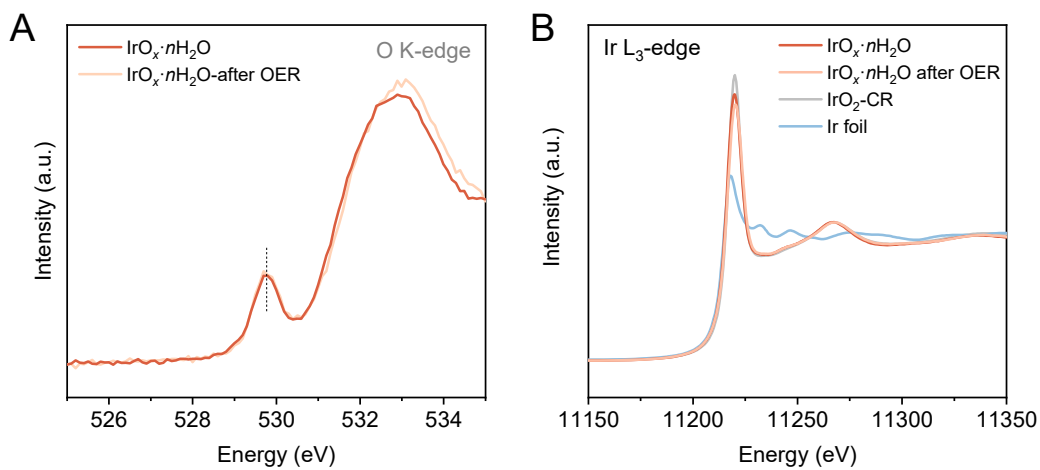 A
IrOₓ·nH₂O
IrOₓ·nH₂O-after OER
O K-edge
Intensity (a.u.)
526 528 530 532 534
Energy (eV)
B
Ir L₃-edge
IrOₓ·nH₂O
IrOₓ·nH₂O after OER
IrO₂-CR
Ir foil
Intensity (a.u.)
11150 11200 11250 11300 11350
Energy (eV)